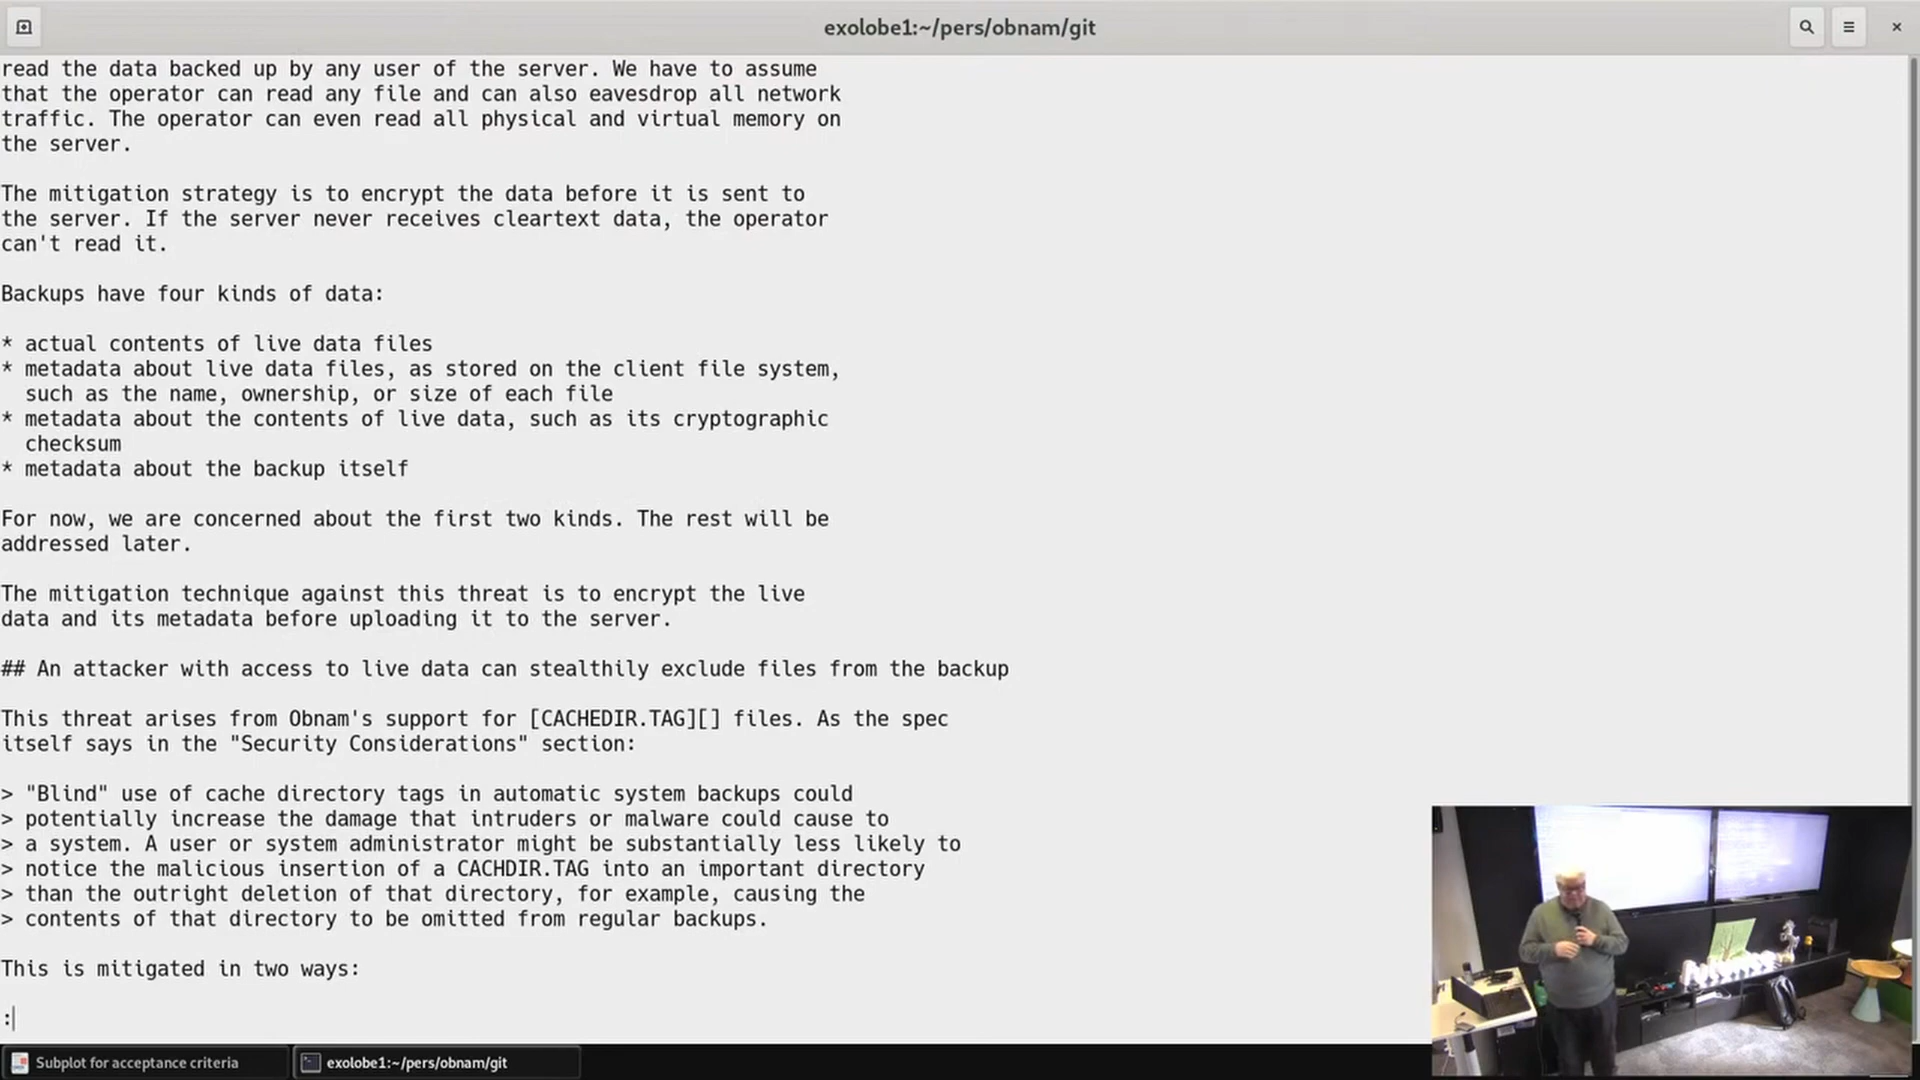 exolobe1:~/pers/obnam/git
read the data backed up by any user of the server. We have to assume
that the operator can read any file and can also eavesdrop all network
traffic. The operator can even read all physical and virtual memory on
the server.
The mitigation strategy is to encrypt the data before it is sent to
the server. If the server never receives cleartext data, the operator
can't read it.
Backups have four kinds of data:
* actual contents of live data files
* metadata about live data files, as stored on the client file system,
such as the name, ownership, or size of each file
* metadata about the contents of live data, such as its cryptographic
checksum
* metadata about the backup itself
For now, we are concerned about the first two kinds. The rest will be
addressed later.
The mitigation technique against this threat is to encrypt the live
data and its metadata before uploading it to the server.
## An attacker with access to live data can stealthily exclude files from the backup
This threat arises from Obnam's support for [CACHEDIR.TAG][] files. As the spec
itself says in the "Security Considerations" section:
> "Blind" use of cache directory tags in automatic system backups could
> potentially increase the damage that intruders or malware could cause to
> a system. A user or system administrator might be substantially less likely to
> notice the malicious insertion of a CACHDIR.TAG into an important directory
> than the outright deletion of that directory, for example, causing the
> contents of that directory to be omitted from regular backups.
This is mitigated in two ways:
:
Subplot for acceptance criteria
exolobe1:~/pers/obnam/git